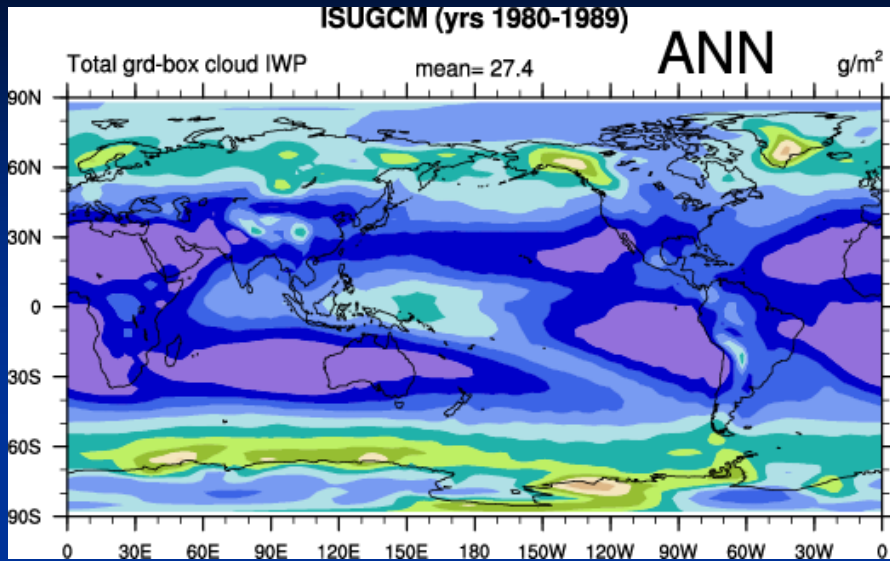 ISUGCM (yrs 1980-1989)
Total grd-box cloud IWP mean= 27.4 ANN g/m²
90N
60N
30N
0
30S
60S
90S
0 30E 60E 90E 120E 150E 180 150W 120W 90W 60W 30W 0